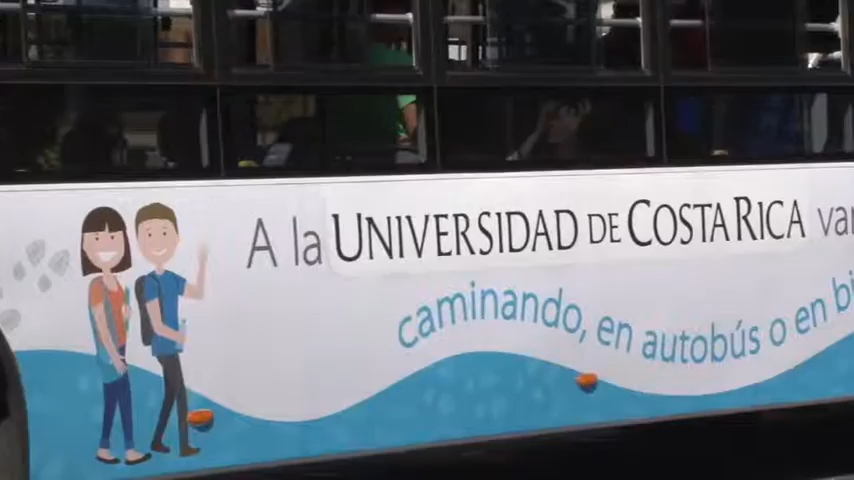 A la UNIVERSIDAD DE COSTA RICA
caminando, en autobús o en